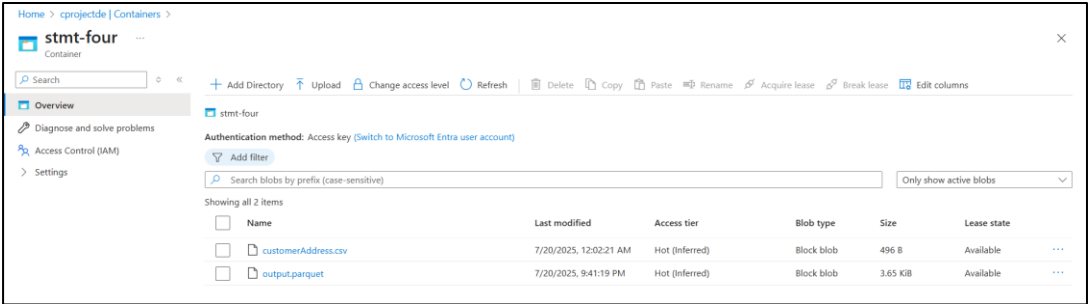 Home > cprojectde | Containers >
stmt-four ...
Container
Search
Overview
Diagnose and solve problems
Access Control (IAM)
Settings
Add Directory Upload Change access level Refresh Delete Copy Paste Rename Acquire lease Break lease Edit columns
stmt-four
Authentication method: Access key (Switch to Microsoft Entra user account)
Add filter
Search blobs by prefix (case-sensitive) Only show active blobs
Showing all 2 items
Name Last modified Access tier Blob type Size Lease state
customerAddress.csv 7/20/2025, 12:02:21 AM Hot (Inferred) Block blob 496 B Available ...
output.parquet 7/20/2025, 9:41:19 PM Hot (Inferred) Block blob 3.65 KiB Available ...